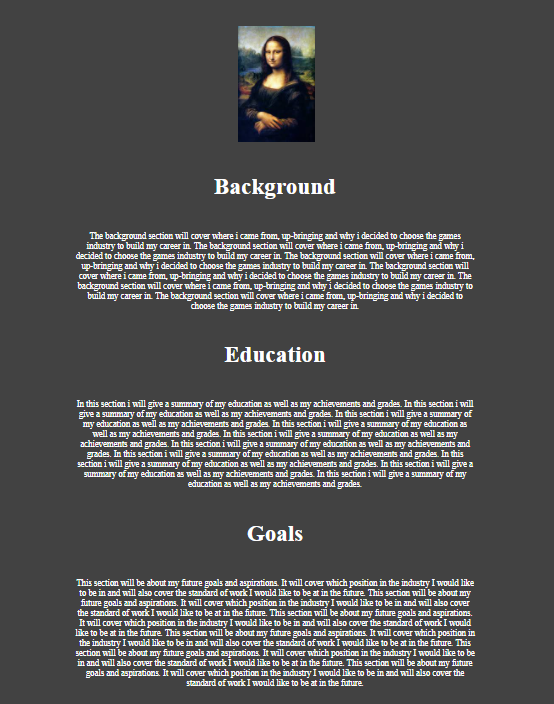 Background
The background section will cover where i came from, up-bringing and why i decided to choose the games
industry to build my career in. The background section will cover where i came from, up-bringing and why i
decided to choose the games industry to build my career in. The background section will cover where i came from,
up-bringing and why i decided to choose the games industry to build my career in. The background section will
cover where i came from, up-bringing and why i decided to choose the games industry to build my career in. The
background section will cover where i came from, up-bringing and why i decided to choose the games industry to
build my career in. The background section will cover where i came from, up-bringing and why i decided to
choose the games industry to build my career in.
Education
In this section i will give a summary of my education as well as my achievements and grades. In this section i will
give a summary of my education as well as my achievements and grades. In this section i will give a summary of
my education as well as my achievements and grades. In this section i will give a summary of my education as
well as my achievements and grades. In this section i will give a summary of my education as well as my
achievements and grades. In this section i will give a summary of my education as well as my achievements and
grades. In this section i will give a summary of my education as well as my achievements and grades. In this
section i will give a summary of my education as well as my achievements and grades. In this section i will give a
summary of my education as well as my achievements and grades. In this section i will give a summary of my
education as well as my achievements and grades.
Goals
This section will be about my future goals and aspirations. It will cover which position in the industry I would like
to be in and will also cover the standard of work I would like to be at in the future. This section will be about my
future goals and aspirations. It will cover which position in the industry I would like to be in and will also cover
the standard of work I would like to be at in the future. This section will be about my future goals and aspirations.
It will cover which position in the industry I would like to be in and will also cover the standard of work I would
like to be at in the future. This section will be about my future goals and aspirations. It will cover which position in
the industry I would like to be in and will also cover the standard of work I would like to be at in the future. This
section will be about my future goals and aspirations. It will cover which position in the industry I would like to be
in and will also cover the standard of work I would like to be at in the future. This section will be about my future
goals and aspirations. It will cover which position in the industry I would like to be in and will also cover the
standard of work I would like to be at in the future.